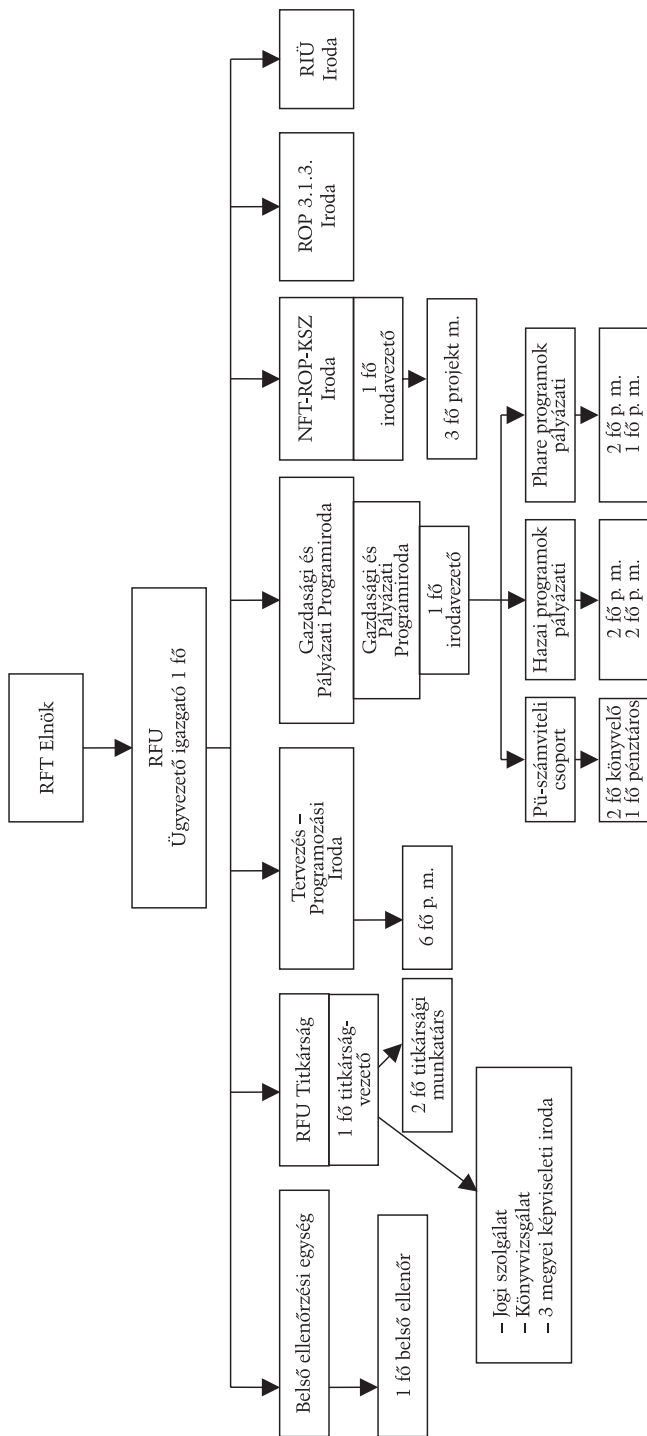 RFT Elnök
RFU
Ügyvezető igazgató 1 fő
Belső ellenőrzési egység
1 fő belső ellenőr
RFU Titkárság
1 fő titkárság-
vezető
2 fő titkársági
munkatárs
– Jogi szolgálat
– Könyvvizsgálat
– 3 megyei képviseleti iroda
Tervezés –
Programozási
Iroda
6 fő p. m.
Gazdasági és
Pályázati Programiroda
Gazdasági és
Pályázati
Programiroda
1 fő
irodavezető
Pü-számviteli
csoport
2 fő könyvelő
1 fő pénztáros
Hazai programok
pályázati
2 fő p. m.
2 fő p. m.
Phare programok
pályázati
2 fő p. m.
1 fő p. m.
NFT-ROP-KSZ
Iroda
1 fő
irodavezető
3 fő projekt m.
ROP 3.1.3.
Iroda
RIÜ
Iroda